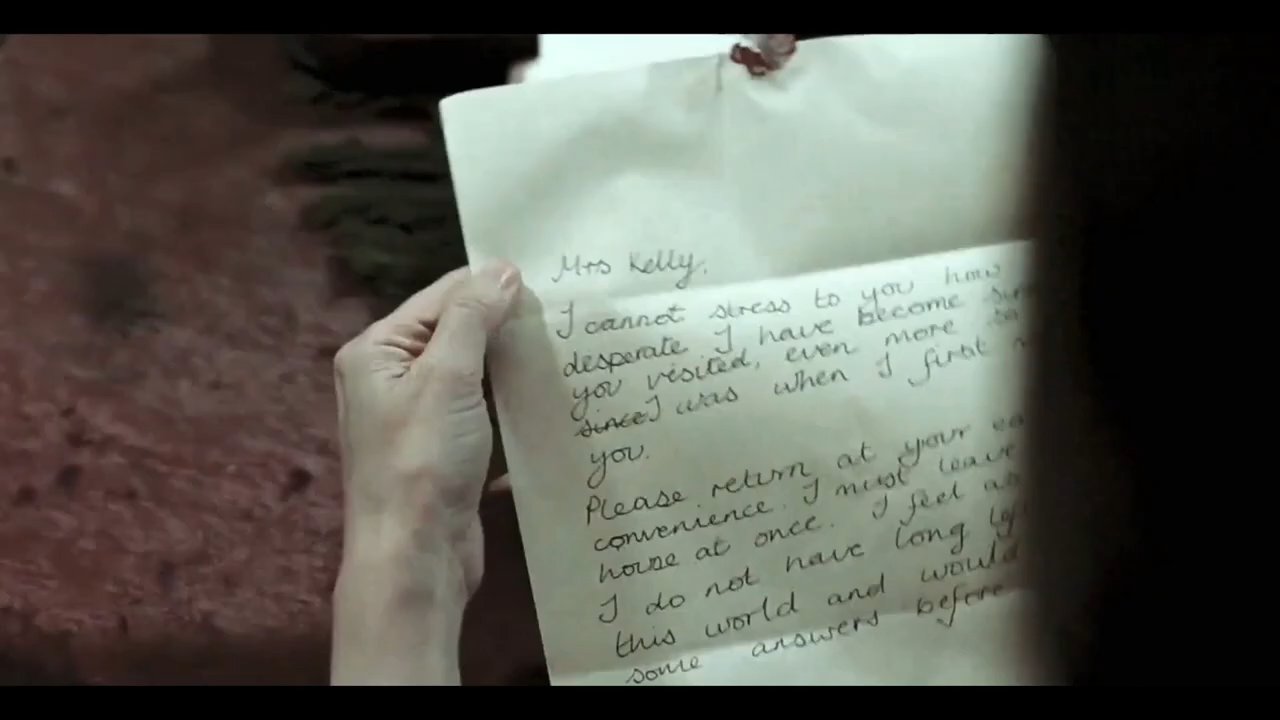 Mrs Kelly,
I cannot stress to you how
desperate I have become
you visited, even more
since I was when I first
you.
Please return at your
convenience. I must leave
house at once. I feel
I do not have long
this world and would
some answers before